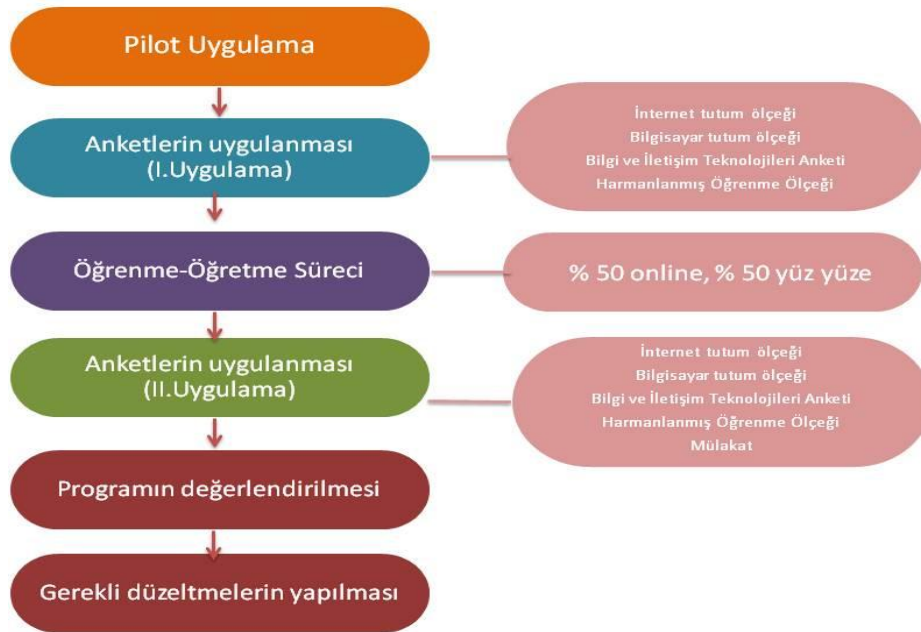 Pilot Uygulama
Anketlerin uygulanması
(I.Uygulama)
İnternet tutum ölçeği
Bilgisayar tutum ölçeği
Bilgi ve İletişim Teknolojileri Anketi
Harmanlanmış Öğrenme Ölçeği
Öğrenme-Öğretme Süreci
% 50 online, % 50 yüz yüze
Anketlerin uygulanması
(II.Uygulama)
İnternet tutum ölçeği
Bilgisayar tutum ölçeği
Bilgi ve İletişim Teknolojileri Anketi
Harmanlanmış Öğrenme Ölçeği
Mülakat
Programın değerlendirilmesi
Gerekli düzeltmelerin yapılması